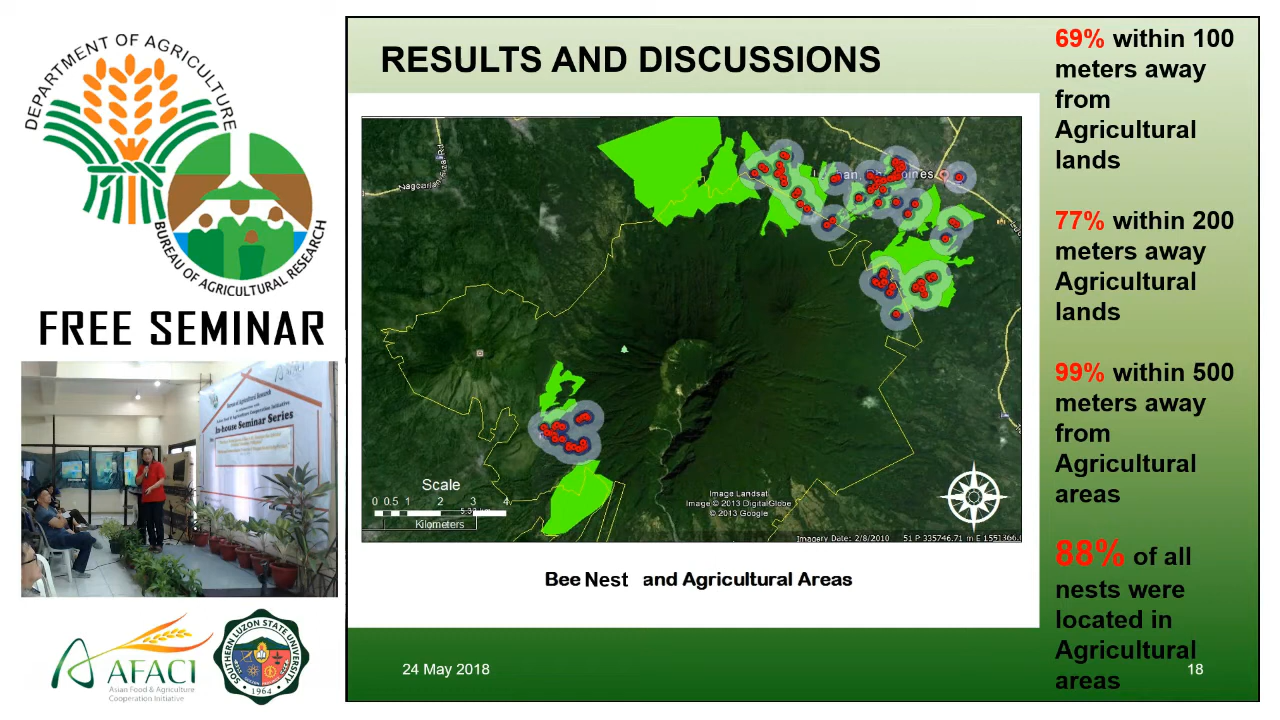 DEPARTMENT OF AGRICULTURE
BUREAU OF AGRICULTURAL RESEARCH
FREE SEMINAR
In-house Seminar Series
AFACI
Asian Food & Agriculture
Cooperation Initiative
SOUTHERN LUZON STATE UNIVERSITY
• 1964 •
RESULTS AND DISCUSSIONS
Scale
0 0.5 1 2 3 4
Kilometers
Image Landsat
Image © 2013 DigitalGlobe
© 2013 Google
Imagery Date: 2/8/2010 51 P 335746.71 m E 1551366.
Bee Nest and Agricultural Areas
24 May 2018
18
69% within 100
meters away
from
Agricultural
lands
77% within 200
meters away
Agricultural
lands
99% within 500
meters away
from
Agricultural
areas
88% of all
nests were
located in
Agricultural
areas